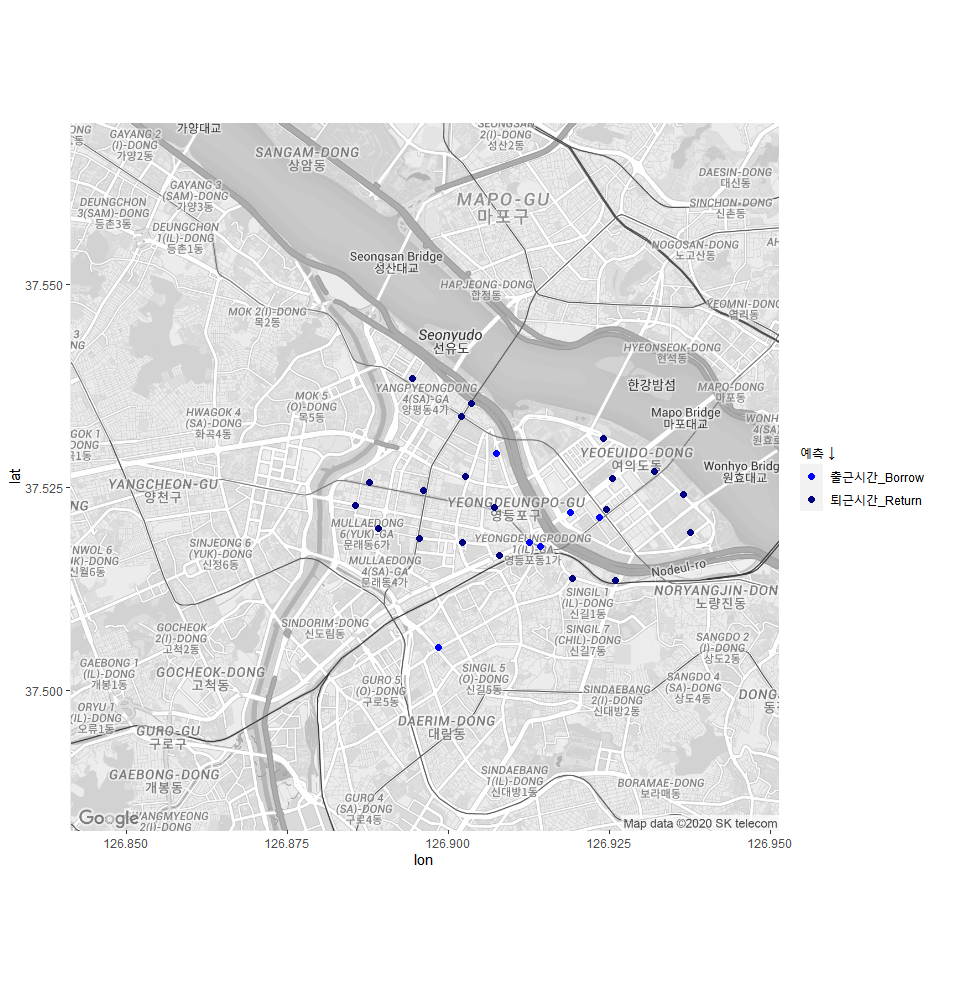 ONG
동
GAYANG 2
(I)-DONG
가양2동
가양대교
SANGAM-DONG
상암동
SEONGSAN
2(I)-DONG
성산2동
DAESIN-DONG
대신동
DEUNGCHON
3(SAM)-DONG
등촌3동
GAYANG 3
(SAM)-DONG
가양3동
DEUNGCHON
1(IL)-DONG
등촌1동
MAPO-GU
마포구
SINCHON-DONG
신촌동
NOGOSAN-DONG
노고산동
AH
Seongsan Bridge
성산대교
HAPJEONG-DONG
합정동
YEOMNI-DONG
염리동
MOK 2(I)-DONG
목2동
Seonyudo
선유도
HYEONSEOK-DONG
현석동
한강밤섬
MAPO-DONG
마포동
Mapo Bridge
마포대교
WONH
4(SA)
원효로
YANGPYEONGDONG
4(SA)-GA
양평동4가
MOK 5
(O)-DONG
목5동
HWAGOK 4
(SA)-DONG
화곡4동
GOK 1
-DONG
곡1동
YEOEUIDO-DONG
여의도동
Wonhyo Bridg
원효대교
YANGCHEON-GU
양천구
NG
YEONGDEUNGPO-GU
영등포구
MULLAEDONG
6(YUK)-GA
문래동6가
YEONGDEUNGPODONG
1(IL)-GA
영등포동1가
NWOL 6
(UK)-DONG
신월6동
SINJEONG 6
(YUK)-DONG
신정6동
MULLAEDONG
4(SA)-GA
문래동4가
Nodeul-ro
NORYANGJIN-DON
노량진동
SINGIL 1
(IL)-DONG
신길1동
GOCHEOK
2(I)-DONG
고척2동
SINDORIM-DONG
신도림동
SINGIL 7
(CHIL)-DONG
신길7동
SANGDO 2
(I)-DONG
상도2동
GAEBONG 1
(IL)-DONG
개봉1동
GOCHEOK-DONG
고척동
GURO 5
(O)-DONG
구로5동
SINGIL 5
(O)-DONG
신길5동
SINDAEBANG
2(I)-DONG
신대방2동
SANGDO 4
(SA)-DONG
상도4동
DONG
ORYU 1
(IL)-DONG
오류1동
GURO-GU
구로구
DAERIM-DONG
대림동
GAEBONG-DONG
개봉동
SINDAEBANG
1(IL)-DONG
신대방1동
BORAMAE-DONG
보라매동
GURO 4
(SA)-DONG
구로4동
Google
WANGMYEONG
2(I)-DONG
Map data ©2020 SK telecom
37.550
37.525
37.500
lat
126.850
126.875
126.900
126.925
126.950
lon
예측 ↓
출근시간_Borrow
퇴근시간_Return